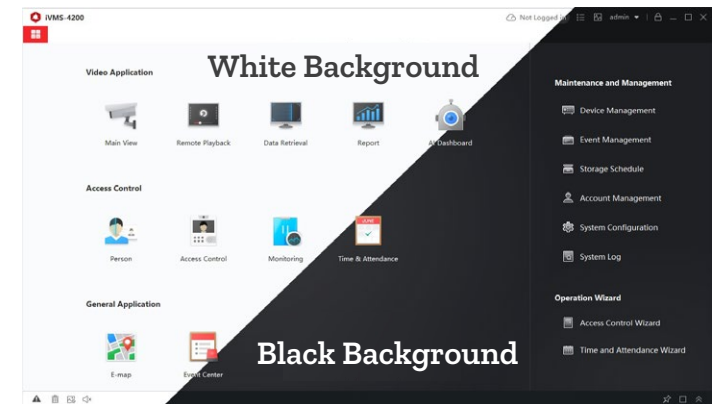 iVMS-4200
Not Logged in
admin
White Background
Video Application
Main View
Remote Playback
Data Retrieval
Report
AI Dashboard
Access Control
Person
Access Control
Monitoring
Time & Attendance
General Application
E-map
Event Center
Black Background
Maintenance and Management
Device Management
Event Management
Storage Schedule
Account Management
System Configuration
System Log
Operation Wizard
Access Control Wizard
Time and Attendance Wizard